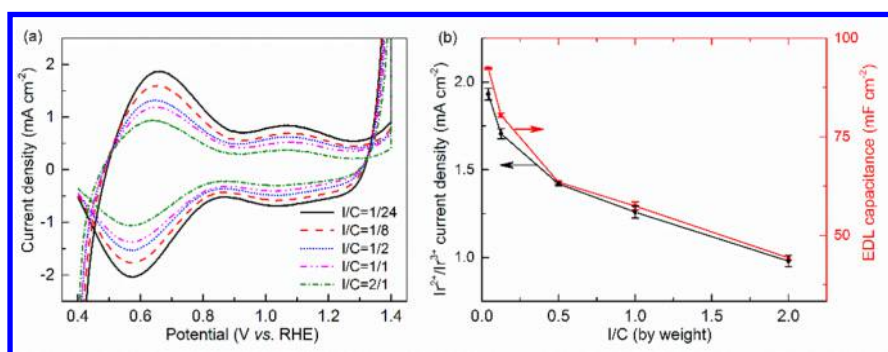 (a)
Current density (mA cm⁻²)
2
1
0
-1
-2
I/C=1/24
I/C=1/8
I/C=1/2
I/C=1/1
I/C=2/1
0.4 0.6 0.8 1.0 1.2 1.4
Potential (V vs. RHE)
(b)
Ir²⁺/Ir³⁺ current density (mA cm⁻²)
2.0
1.5
1.0
100
75
50
EDL capacitance (mF cm⁻²)
0.0 0.5 1.0 1.5 2.0
I/C (by weight)